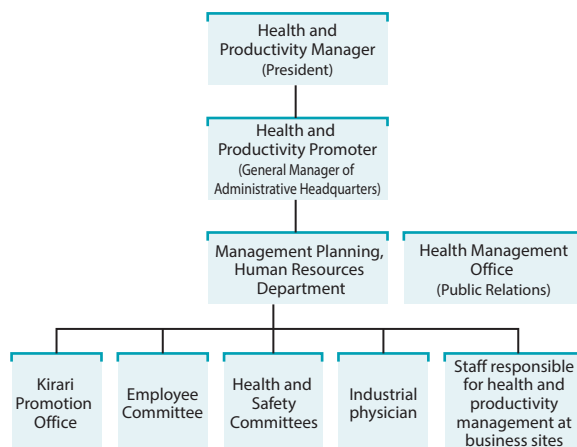 Health and
Productivity Manager
(President)
Health and
Productivity Promoter
(General Manager of
Administrative Headquarters)
Management Planning,
Human Resources
Department
Health Management
Office
(Public Relations)
Kirari
Promotion
Office
Employee
Committee
Health and
Safety
Committees
Industrial
physician
Staff responsible
for health and
productivity
management at
business sites